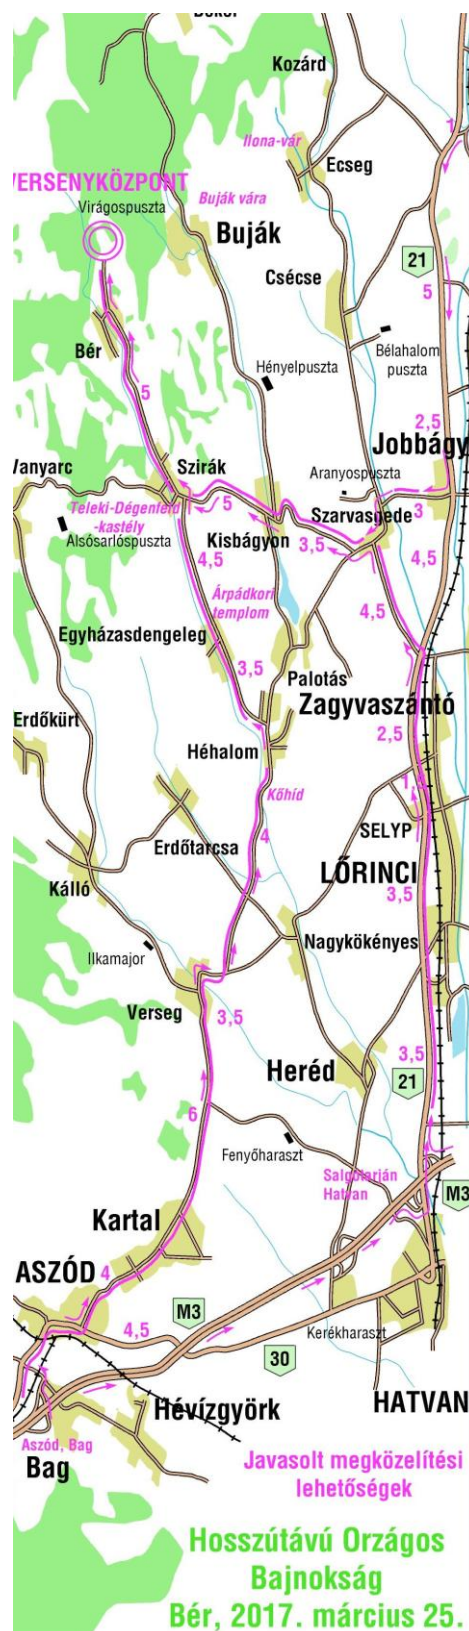 Kozárd
Ilona-vár
Ecseg
1
VERSENYKÖZPONT
Virágospuszta
Buják vára
Buják
21
Csécse
5
Bér
Bélahalom
puszta
Hényelpuszta
5
2,5
Jobbágy
Vanyarc
Szirák
Aranyospuszta
3
Teleki-Dégenfeld
-kastély
5
Szarvasgede
Alsósarlóspuszta
Kisbágyon
3,5
4,5
4,5
Árpádkori
templom
4,5
Egyházasdengeleg
3,5
Palotás
Zagyvaszántó
Erdőkürt
2,5
Héhalom
Kőhíd
1
4
SELYP
Erdőtarcsa
LŐRINCI
Kálló
3,5
Nagykökényes
Ilkamajor
Verseg
3,5
3,5
Heréd
21
6
Fenyőharaszt
Salgótarján
Hatvan
M3
Kartal
ASZÓD
4
M3
4,5
Kerékharaszt
30
HATVAN
Hévízgyörk
Aszód, Bag
Bag
Javasolt megközelítési
lehetőségek
Hosszútávú Orzágos
Bajnokság
Bér, 2017. március 25.